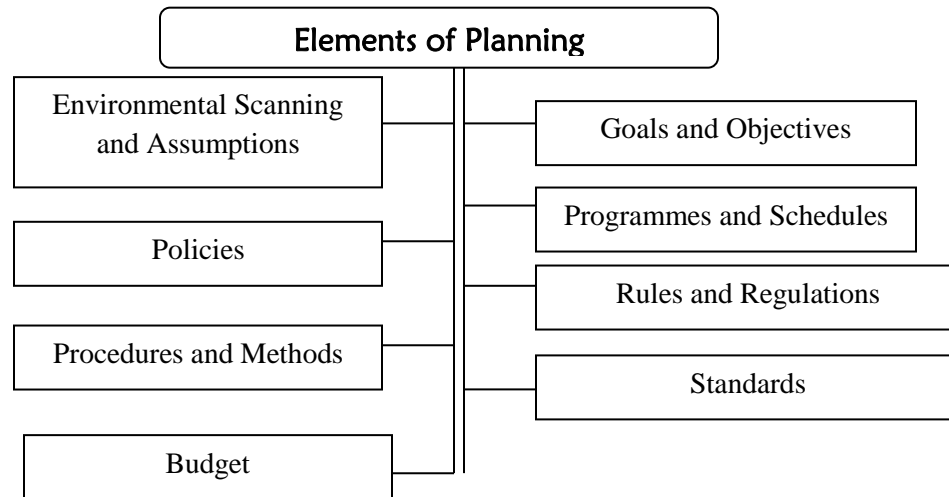 Elements of Planning
Environmental Scanning
and Assumptions
Goals and Objectives
Programmes and Schedules
Policies
Rules and Regulations
Procedures and Methods
Standards
Budget